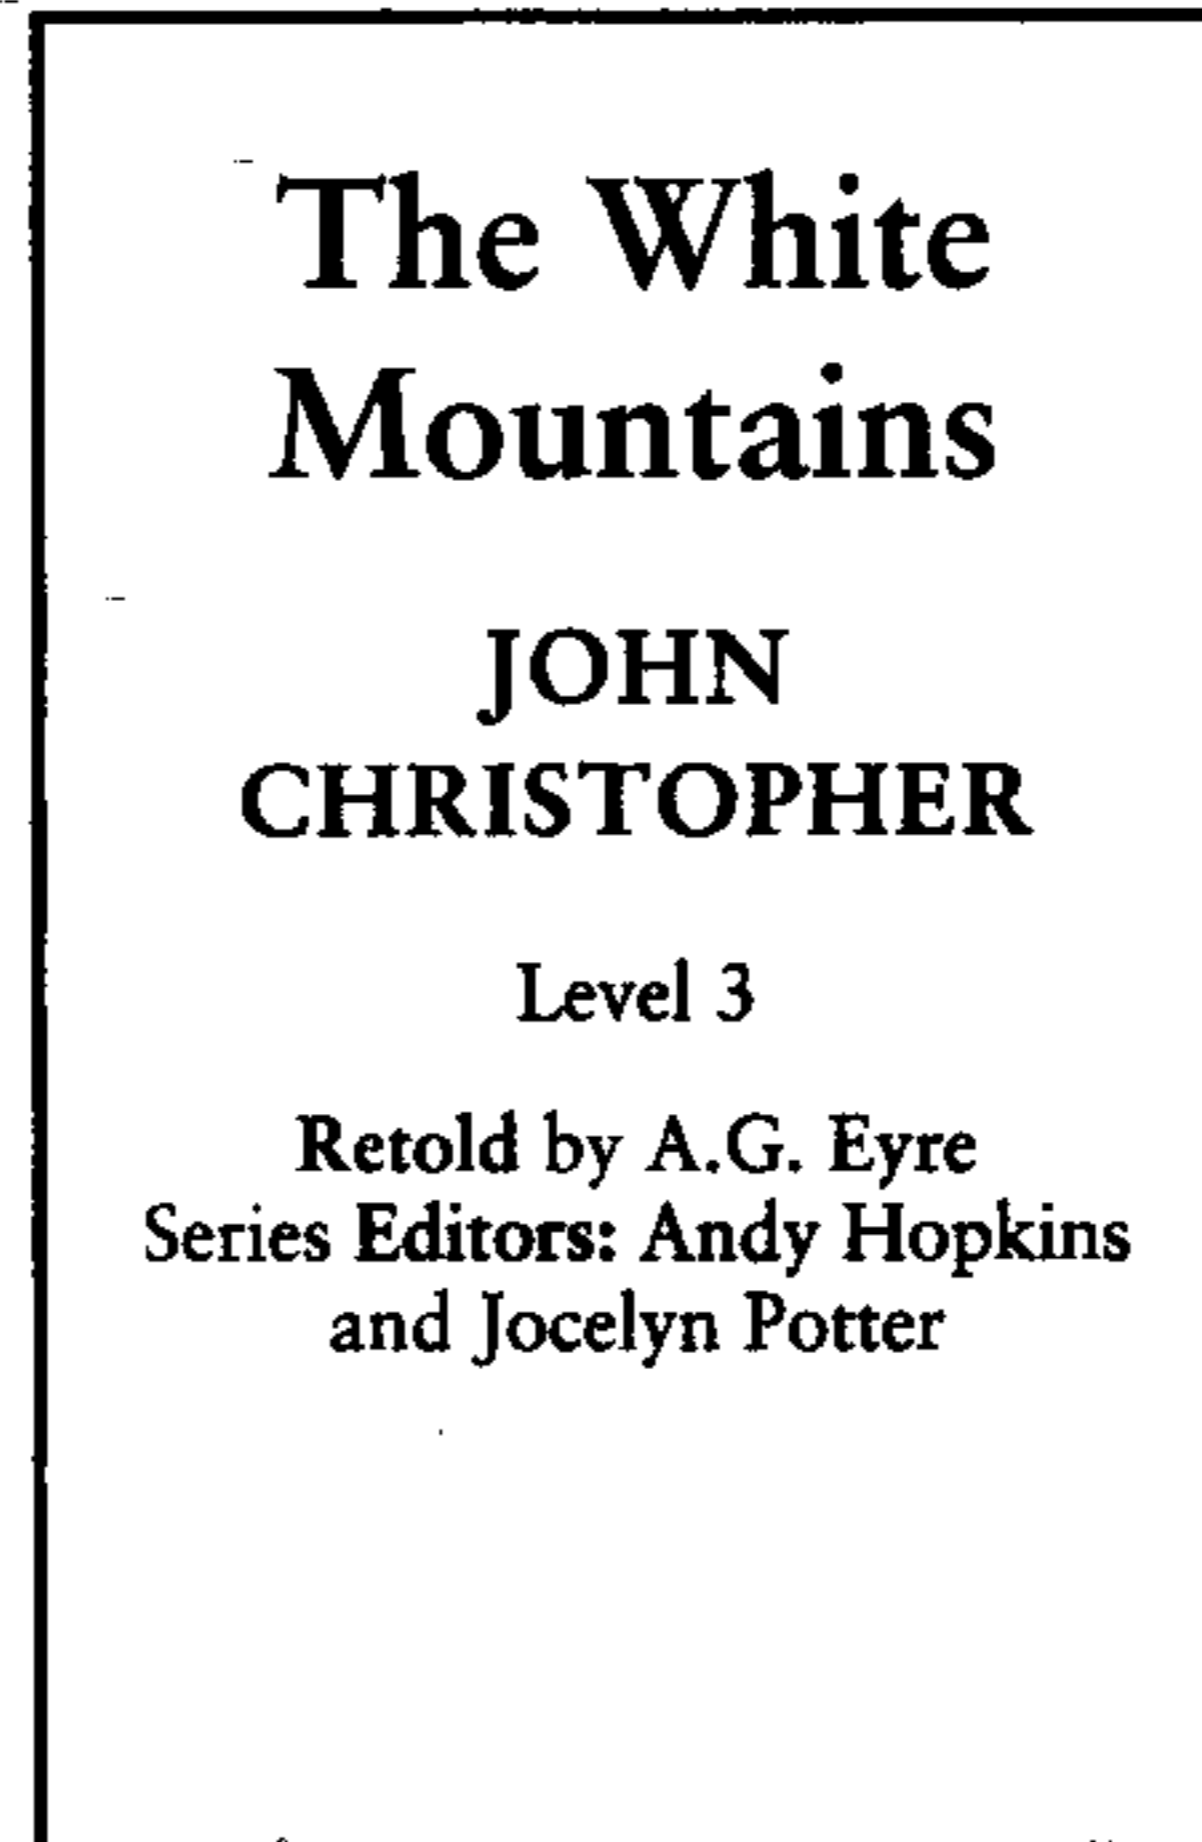 The White
Mountains
JOHN
CHRISTOPHER
Level 3
Retold by A.G. Eyre
Series Editors: Andy Hopkins
and Jocelyn Potter